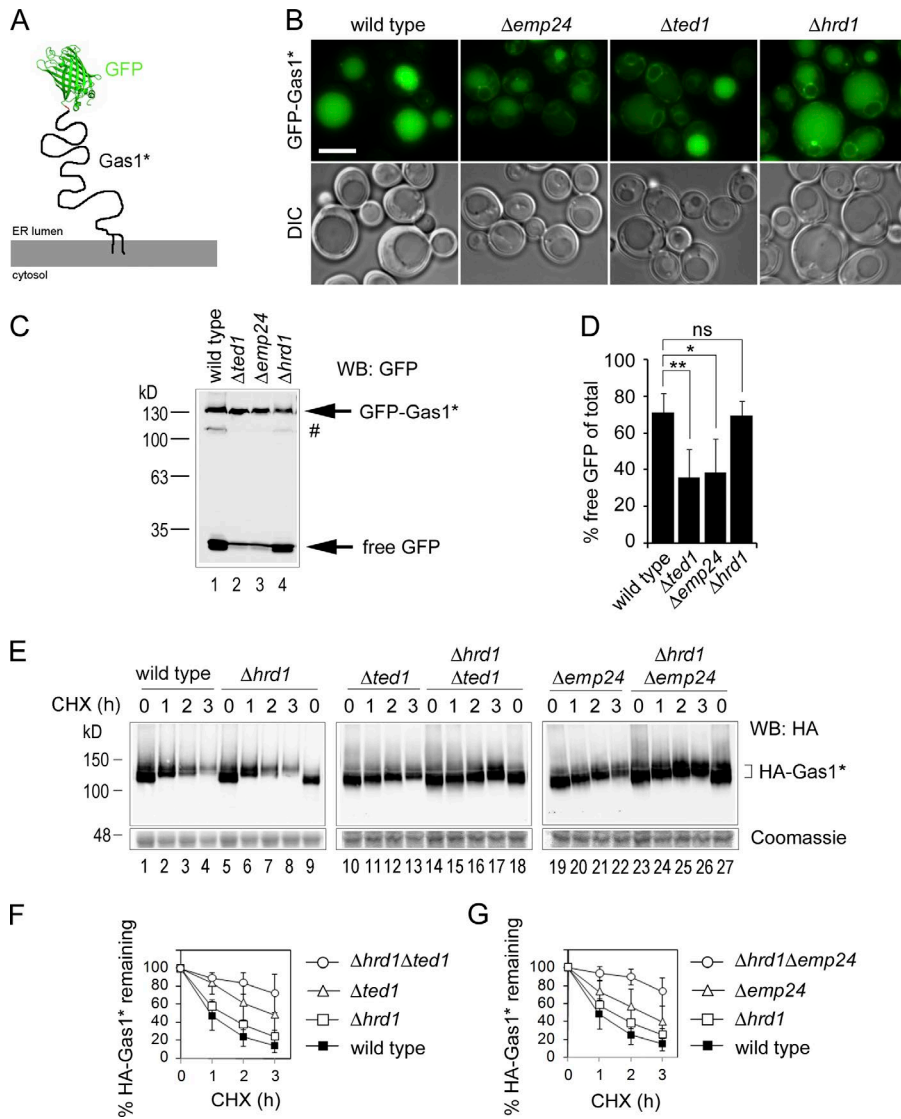 A
GFP
Gas1*
ER lumen
cytosol
B
wild type Δemp24 Δted1 Δhrd1
GFP-Gas1*
DIC
C
wild type Δted1 Δemp24 Δhrd1
WB: GFP
kD
130
100
63
35
GFP-Gas1*
#
free GFP
1 2 3 4
D
ns
*
**
% free GFP of total
100
80
60
40
20
0
wild type Δted1 Δemp24 Δhrd1
E
wild type Δhrd1 Δted1 Δhrd1 Δted1 Δemp24 Δhrd1 Δemp24
CHX (h) 0 1 2 3 0 1 2 3 0 0 1 2 3 0 1 2 3 0 0 1 2 3 0 1 2 3 0
kD
WB: HA
150
100
HA-Gas1*
48
Coomassie
1 2 3 4 5 6 7 8 9 10 11 12 13 14 15 16 17 18 19 20 21 22 23 24 25 26 27
F
% HA-Gas1* remaining
100
80
60
40
20
0
0 1 2 3
CHX (h)
Δhrd1Δted1
Δted1
Δhrd1
wild type
G
% HA-Gas1* remaining
100
80
60
40
20
0
0 1 2 3
CHX (h)
Δhrd1Δemp24
Δemp24
Δhrd1
wild type